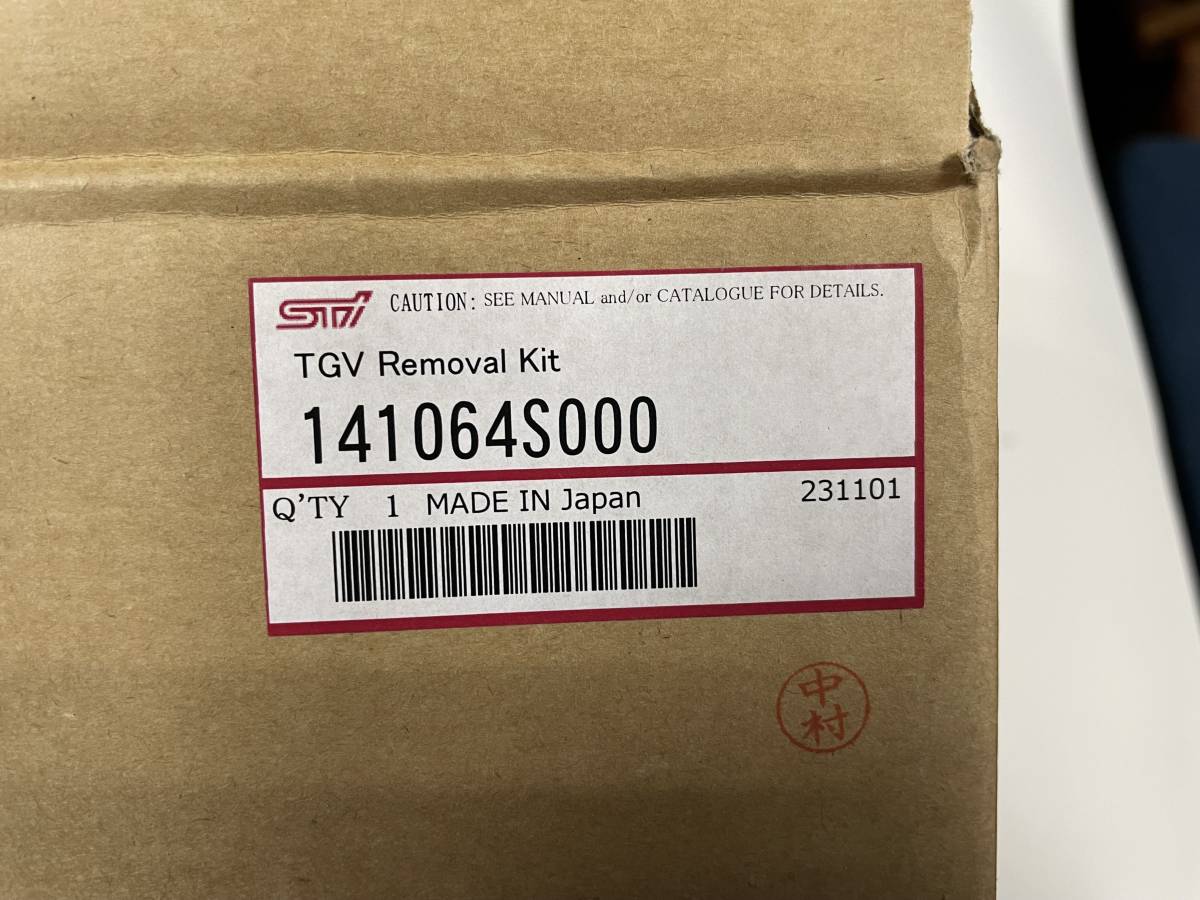 STi CAUTION: SEE MANUAL and/or CATALOGUE FOR DETAILS.
TGV Removal Kit
141064S000
Q'TY 1 MADE IN Japan 231101
中村